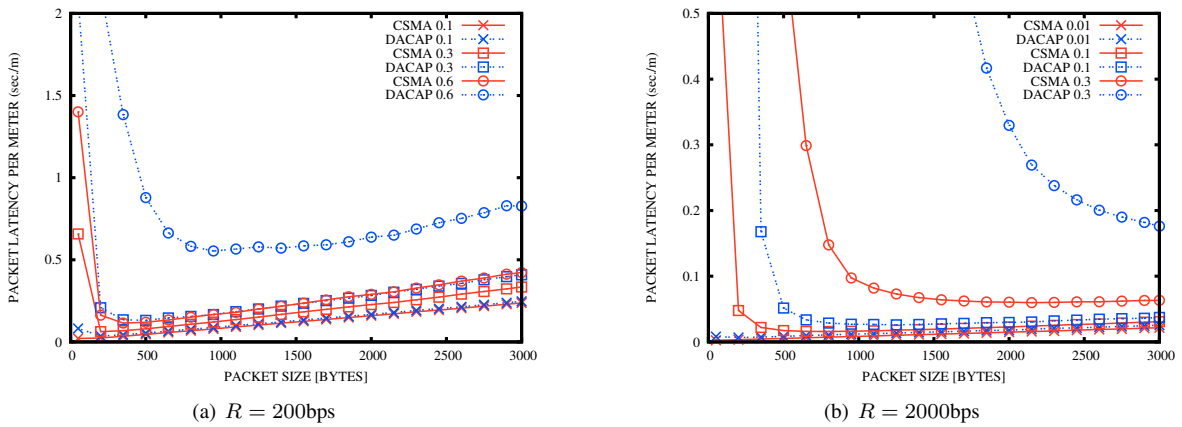 PACKET LATENCY PER METER (sec./m)
2
1.5
1
0.5
0
0
500
1000
1500
2000
2500
3000
PACKET SIZE [BYTES]
CSMA 0.1
DACAP 0.1
CSMA 0.3
DACAP 0.3
CSMA 0.6
DACAP 0.6
(a) R = 200bps
PACKET LATENCY PER METER (sec./m)
0.5
0.4
0.3
0.2
0.1
0
0
500
1000
1500
2000
2500
3000
PACKET SIZE [BYTES]
CSMA 0.01
DACAP 0.01
CSMA 0.1
DACAP 0.1
CSMA 0.3
DACAP 0.3
(b) R = 2000bps